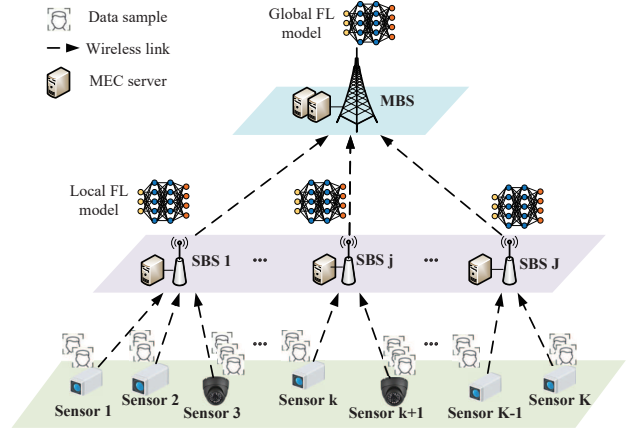 Data sample
Wireless link
MEC server
Global FL
model
MBS
Local FL
model
SBS 1
...
SBS j
...
SBS J
...
...
Sensor 1
Sensor 2
Sensor 3
Sensor k
Sensor k+1
Sensor K-1
Sensor K